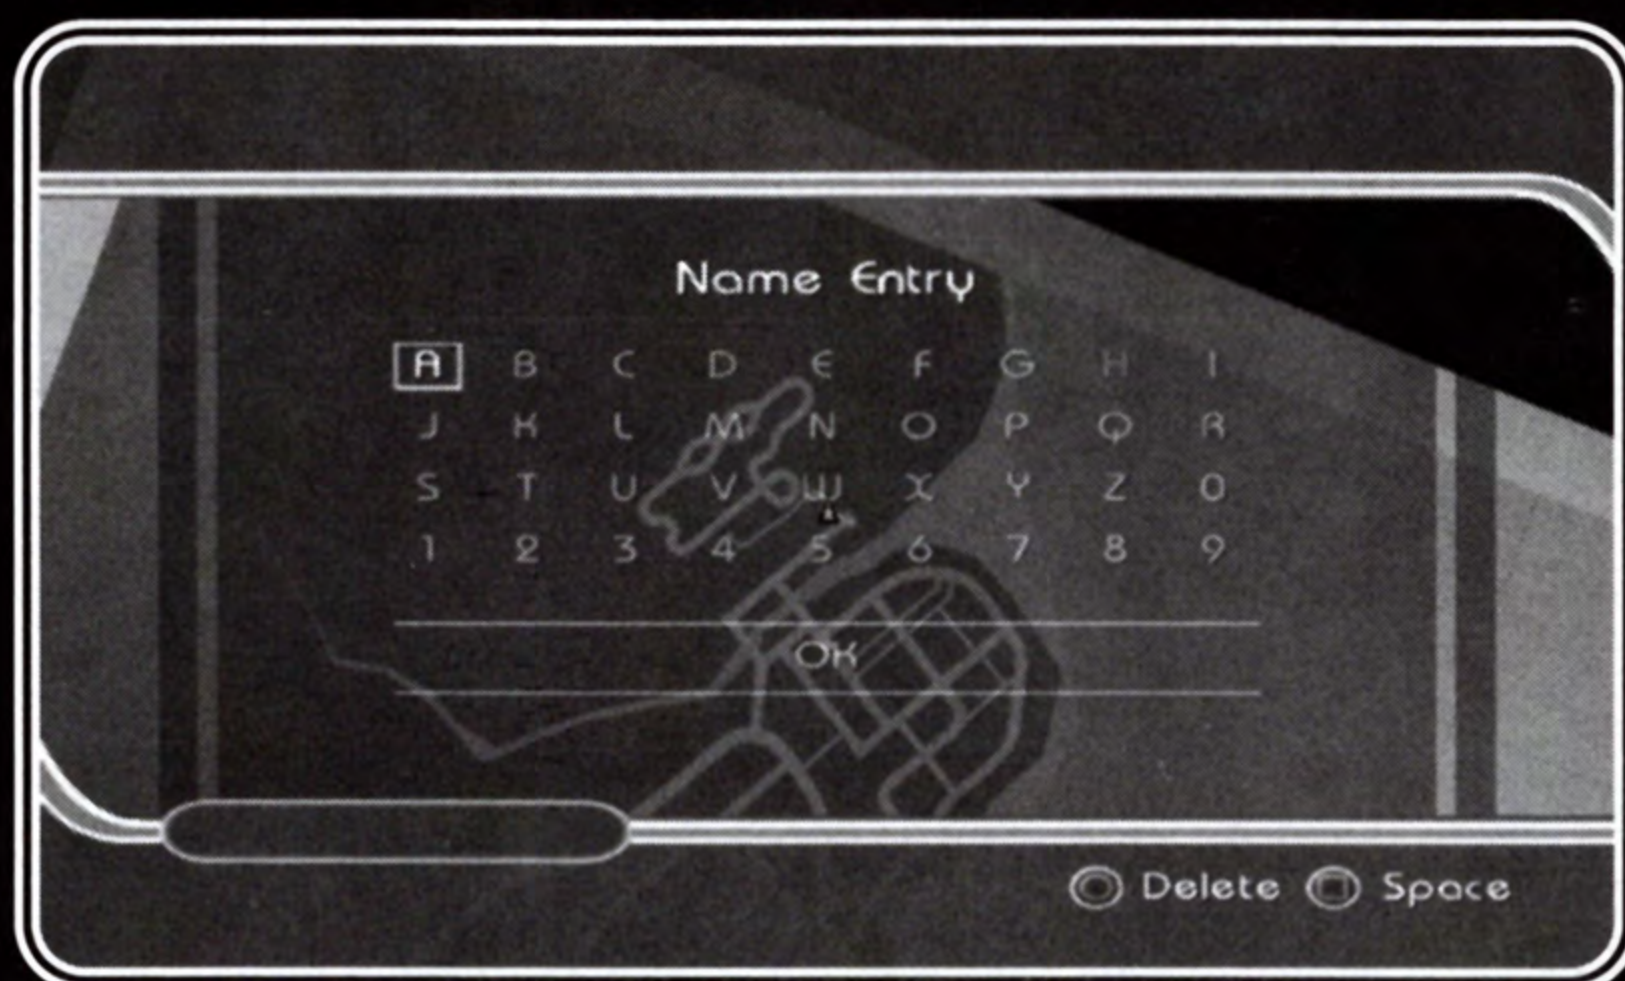 Name Entry
A B C D E F G H I
J K L M N O P Q R
S T U V W X Y Z 0
1 2 3 4 5 6 7 8 9
OK
Delete Space